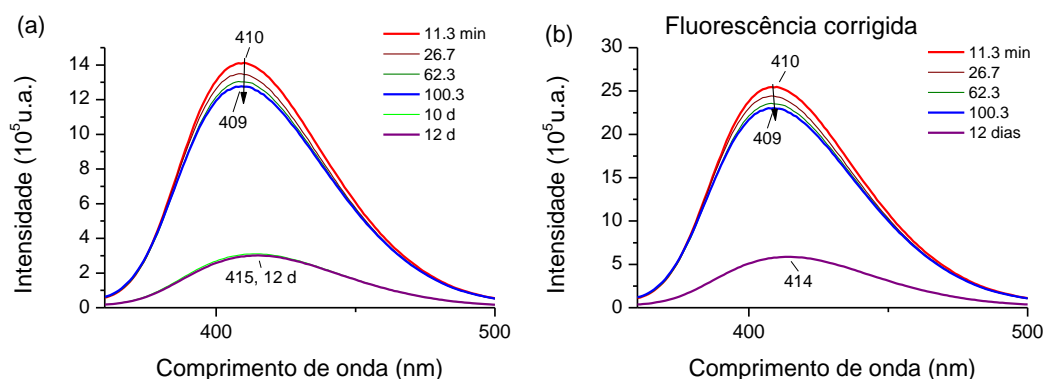 (a)
410
409
415, 12 d
11.3 min
26.7
62.3
100.3
10 d
12 d
14
12
10
8
6
4
2
0
400
500
Intensidade (10⁵u.a.)
Comprimento de onda (nm)
(b)
Fluorescência corrigida
410
409
414
11.3 min
26.7
62.3
100.3
12 dias
30
25
20
15
10
5
0
400
500
Intensidade (10⁵u.a.)
Comprimento de onda (nm)